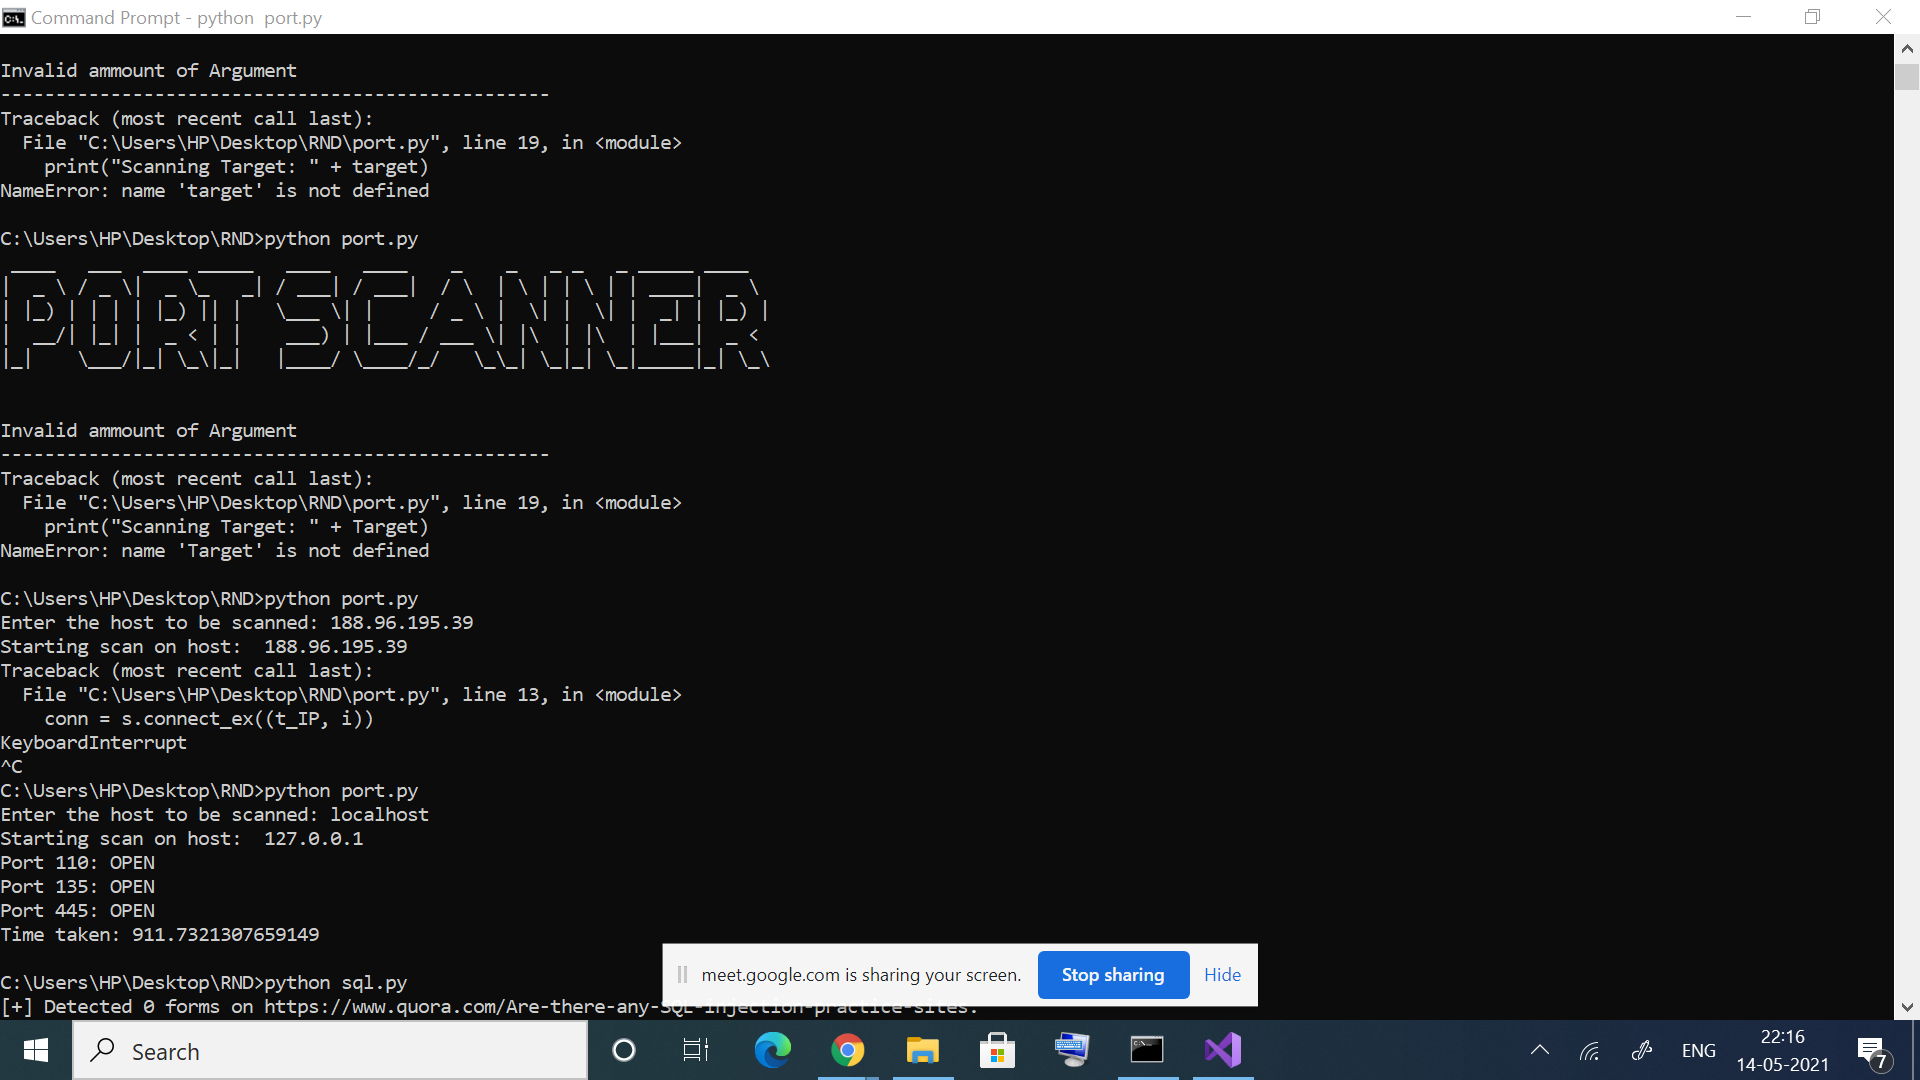 Command Prompt - python  port.py
Invalid ammount of Argument
--------------------------------------------------
Traceback (most recent call last):
  File "C:\Users\HP\Desktop\RND\port.py", line 19, in <module>
    print("Scanning Target: " + target)
NameError: name 'target' is not defined
C:\Users\HP\Desktop\RND>python port.py
PORT SCANNER
Invalid ammount of Argument
--------------------------------------------------
Traceback (most recent call last):
  File "C:\Users\HP\Desktop\RND\port.py", line 19, in <module>
    print("Scanning Target: " + Target)
NameError: name 'Target' is not defined
C:\Users\HP\Desktop\RND>python port.py
Enter the host to be scanned: 188.96.195.39
Starting scan on host:  188.96.195.39
Traceback (most recent call last):
  File "C:\Users\HP\Desktop\RND\port.py", line 13, in <module>
    conn = s.connect_ex((t_IP, i))
KeyboardInterrupt
^C
C:\Users\HP\Desktop\RND>python port.py
Enter the host to be scanned: localhost
Starting scan on host:  127.0.0.1
Port 110: OPEN
Port 135: OPEN
Port 445: OPEN
Time taken: 911.7321307659149
C:\Users\HP\Desktop\RND>python sql.py
[+] Detected 0 forms on https://www.quora.com/Are-there-any-SQL-injection-practice-sites.
meet.google.com is sharing your screen.
Stop sharing
Hide
Search
ENG
22:16
14-05-2021
7